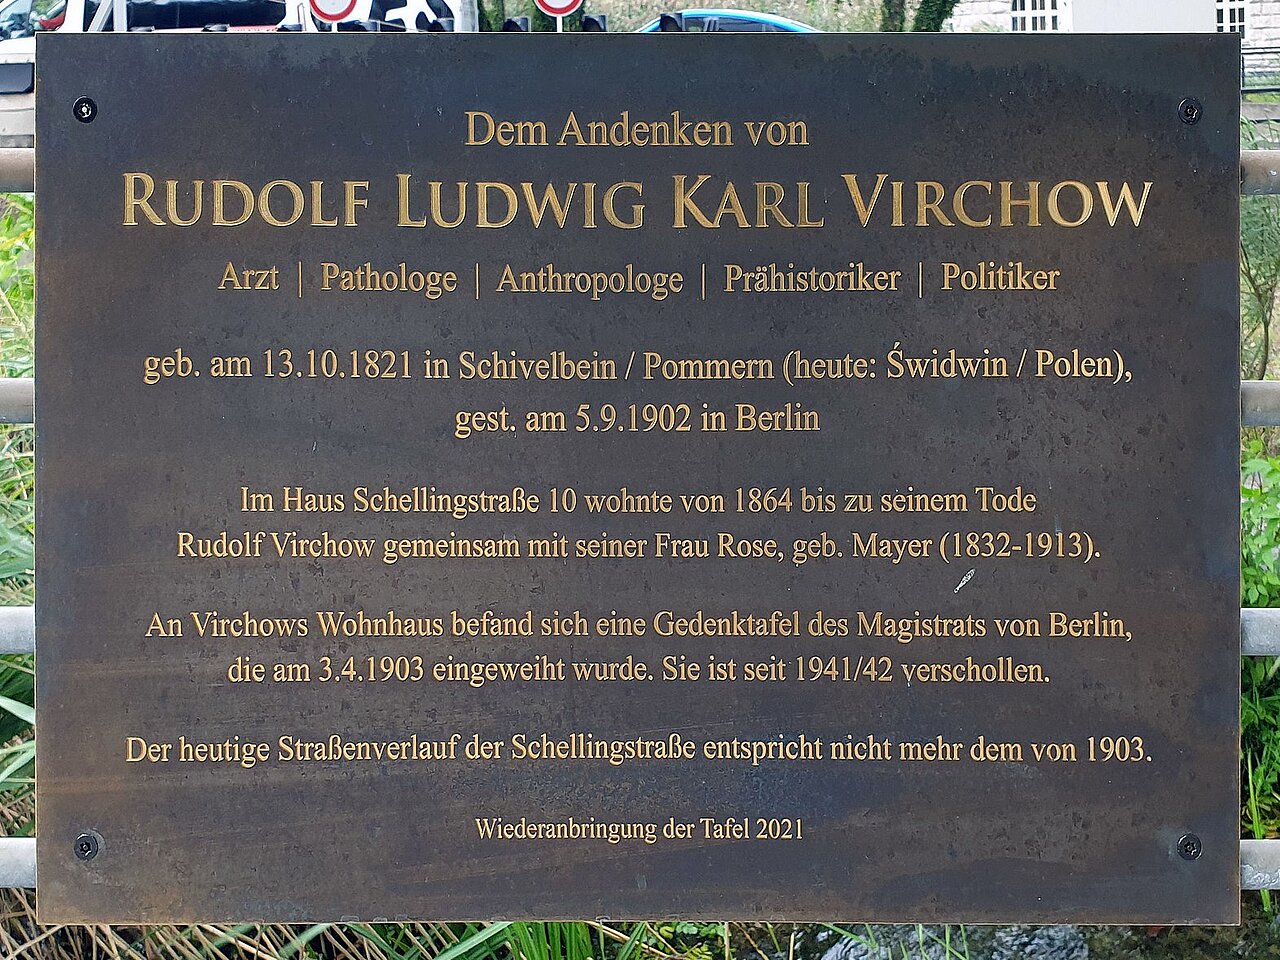 Dem Andenken von
RUDOLF LUDWIG KARL VIRCHOW
Arzt | Pathologe | Anthropologe | Prähistoriker | Politiker
geb. am 13.10.1821 in Schivelbein / Pommern (heute: Świdwin / Polen),
gest. am 5.9.1902 in Berlin
Im Haus Schellingstraße 10 wohnte von 1864 bis zu seinem Tode
Rudolf Virchow gemeinsam mit seiner Frau Rose, geb. Mayer (1832-1913).
An Virchows Wohnhaus befand sich eine Gedenktafel des Magistrats von Berlin,
die am 3.4.1903 eingeweiht wurde. Sie ist seit 1941/42 verschollen.
Der heutige Straßenverlauf der Schellingstraße entspricht nicht mehr dem von 1903.
Wiederanbringung der Tafel 2021